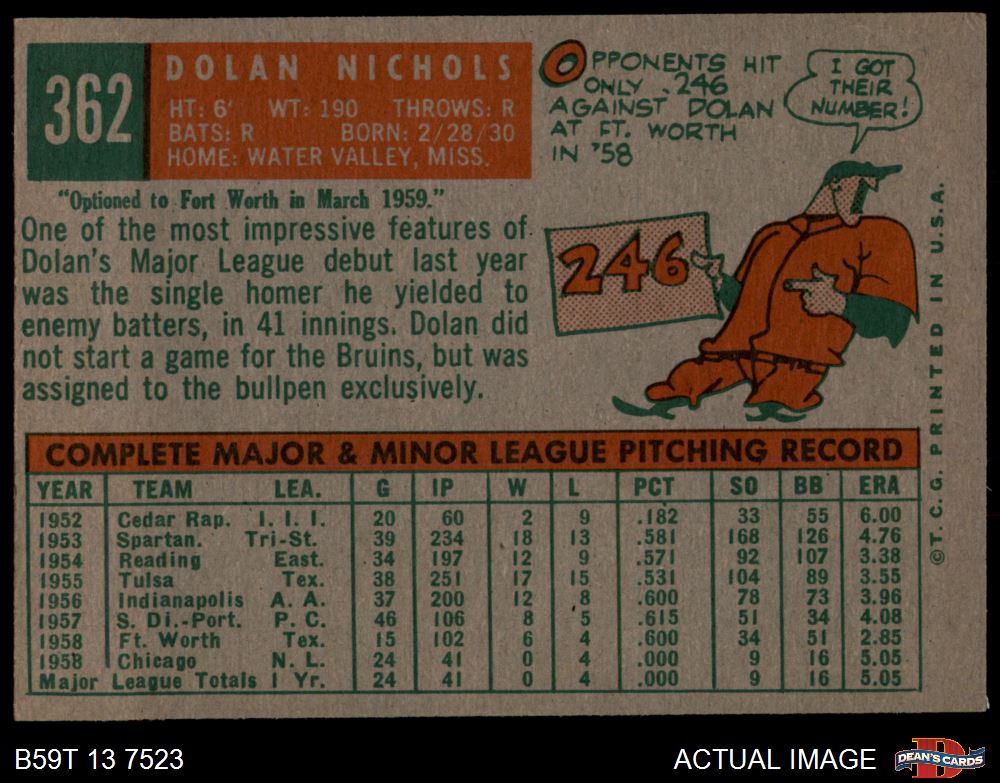 362
DOLAN NICHOLS
HT: 6' WT: 190 THROWS: R
BATS: R BORN: 2/28/30
HOME: WATER VALLEY, MISS.
OPPONENTS HIT
ONLY .246
AGAINST DOLAN
AT FT. WORTH
IN '58
I GOT
THEIR
NUMBER!
246
"Optioned to Fort Worth in March 1959."
One of the most impressive features of
Dolan's Major League debut last year
was the single homer he yielded to
enemy batters, in 41 innings. Dolan did
not start a game for the Bruins, but was
assigned to the bullpen exclusively.
COMPLETE MAJOR & MINOR LEAGUE PITCHING RECORD
YEAR TEAM LEA. G IP W L PCT SO BB ERA
1952 Cedar Rap. I. I. I. 20 60 2 9 .182 33 55 6.00
1953 Spartan. Tri-St. 39 234 18 13 .581 168 126 4.76
1954 Reading East. 34 197 12 9 .571 92 107 3.38
1955 Tulsa Tex. 38 251 17 15 .531 104 89 3.55
1956 Indianapolis A. A. 37 200 12 8 .600 78 73 3.96
1957 S. Di.-Port. P. C. 46 106 8 5 .615 51 34 4.08
1958 Ft. Worth Tex. 15 102 6 4 .600 34 51 2.85
1958 Chicago N. L. 24 41 0 4 .000 9 16 5.05
Major League Totals 1 Yr. 24 41 0 4 .000 9 16 5.05
©T. C. G. PRINTED IN U.S.A.
B59T 13 7523
ACTUAL IMAGE
D
DEAN'S CARDS